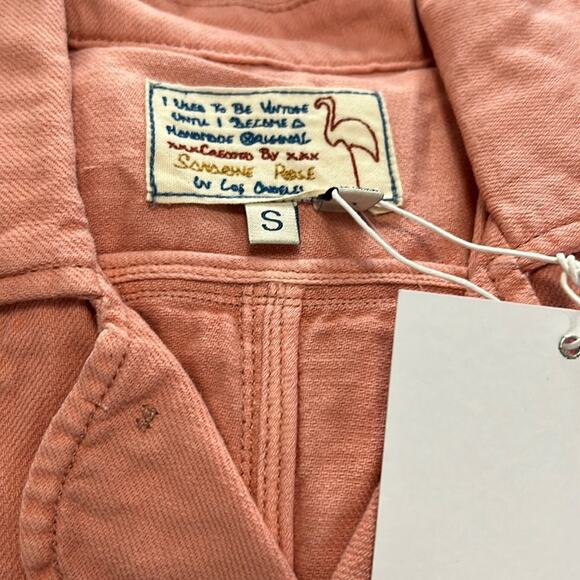 I USED TO BE VINTAGE
UNTIL I BECAME A
HANDMADE ORIGINAL
xxxCREATED BY xxx
SANDRINE ROSE
IN LOS ANGELES
S